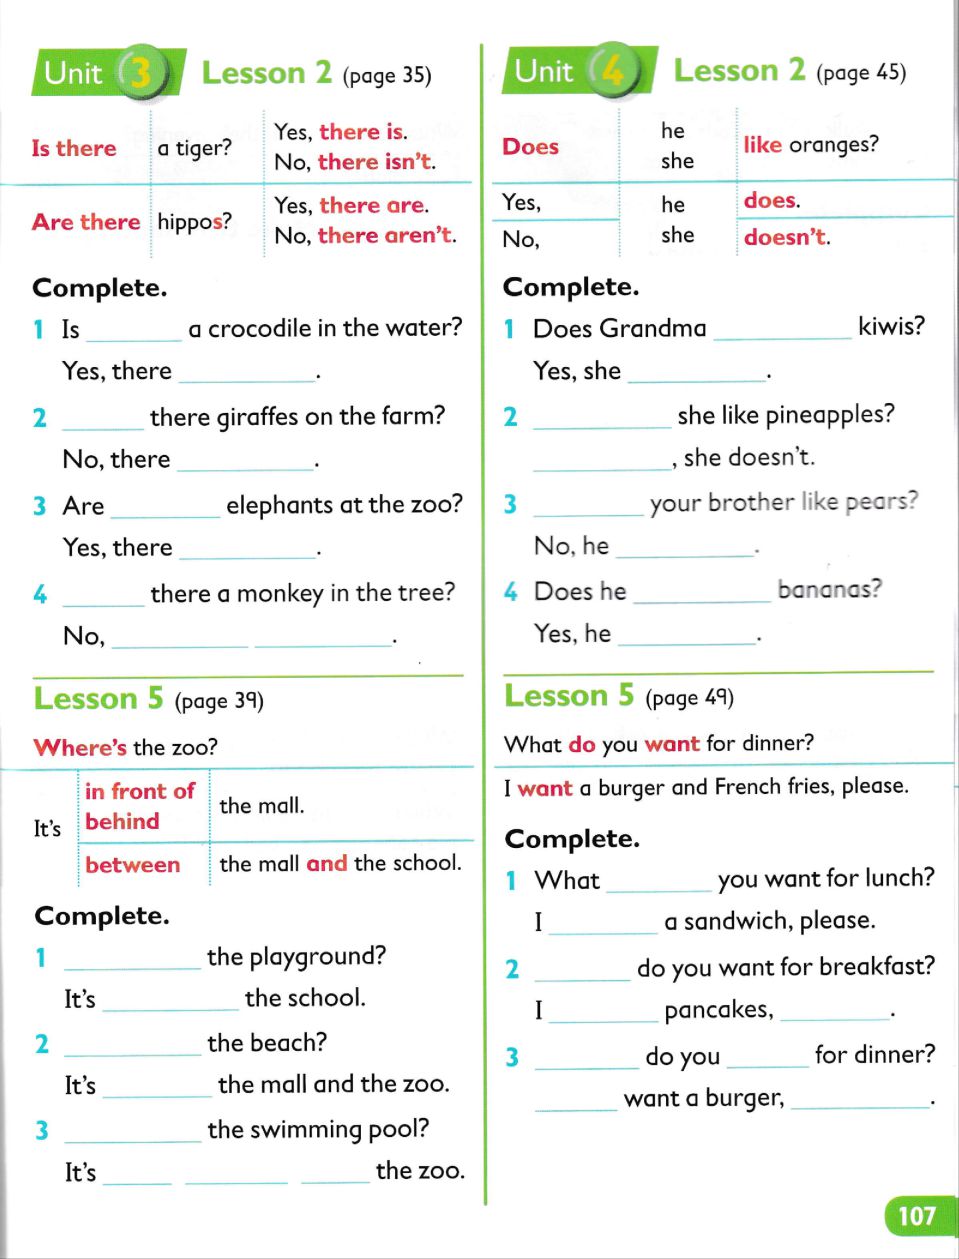 Unit 3 Lesson 2 (page 35)
Is there a tiger? Yes, there is.
No, there isn't.
Are there hippos? Yes, there are.
No, there aren't.
Complete.
1 Is ________ a crocodile in the water?
Yes, there ________.
2 ________ there giraffes on the farm?
No, there ________.
3 Are ________ elephants at the zoo?
Yes, there ________.
4 ________ there a monkey in the tree?
No, ________ ________.
Lesson 5 (page 39)
Where's the zoo?
It's in front of the mall.
behind
between the mall and the school.
Complete.
1 ________ the playground?
It's ________ the school.
2 ________ the beach?
It's ________ the mall and the zoo.
3 ________ the swimming pool?
It's ________ ________ ________ the zoo.
Unit 4 Lesson 2 (page 45)
Does he like oranges?
she
Yes, he does.
No, she doesn't.
Complete.
1 Does Grandma ________ kiwis?
Yes, she ________.
2 ________ she like pineapples?
________, she doesn't.
3 ________ your brother like pears?
No, he ________.
4 Does he ________ bananas?
Yes, he ________.
Lesson 5 (page 49)
What do you want for dinner?
I want a burger and French fries, please.
Complete.
1 What ________ you want for lunch?
I ________ a sandwich, please.
2 ________ do you want for breakfast?
I ________ pancakes, ________.
3 ________ do you ________ for dinner?
________ want a burger, ________.
107